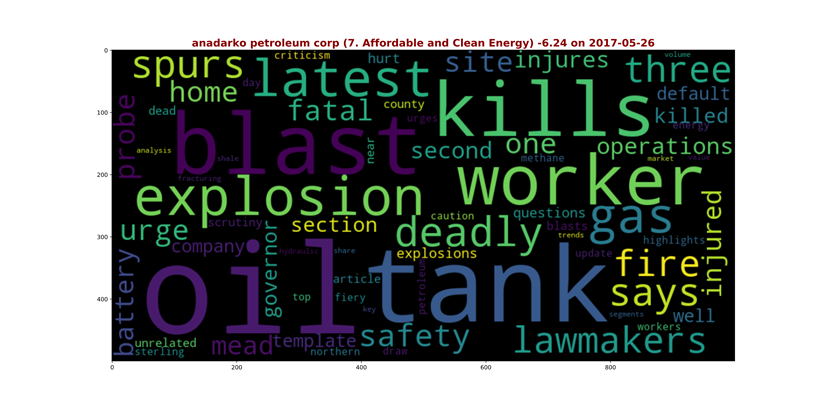 anadarko petroleum corp (7. Affordable and Clean Energy) -6.24 on 2017-05-26
0
100
200
300
400
0 200 400 600 800
spurs
criticism
latest
hurt
site
injures
three
volume
home
day
kills
default
probe
dead
fatal
county
killed
energy
blast
urges
near
analysis
shale
second
one
operations
methane
market
value
fracturing
explosion
worker
urge
scrutiny
section
caution
deadly
questions
gas
blasts
trends
highlights
injured
company
governor
hydraulic
share
explosions
update
fire
battery
oil
tank
article
petroleum
says
top
fiery
key
segments
well
unrelated
mead
template
safety
lawmakers
workers
sterling
northern
draw